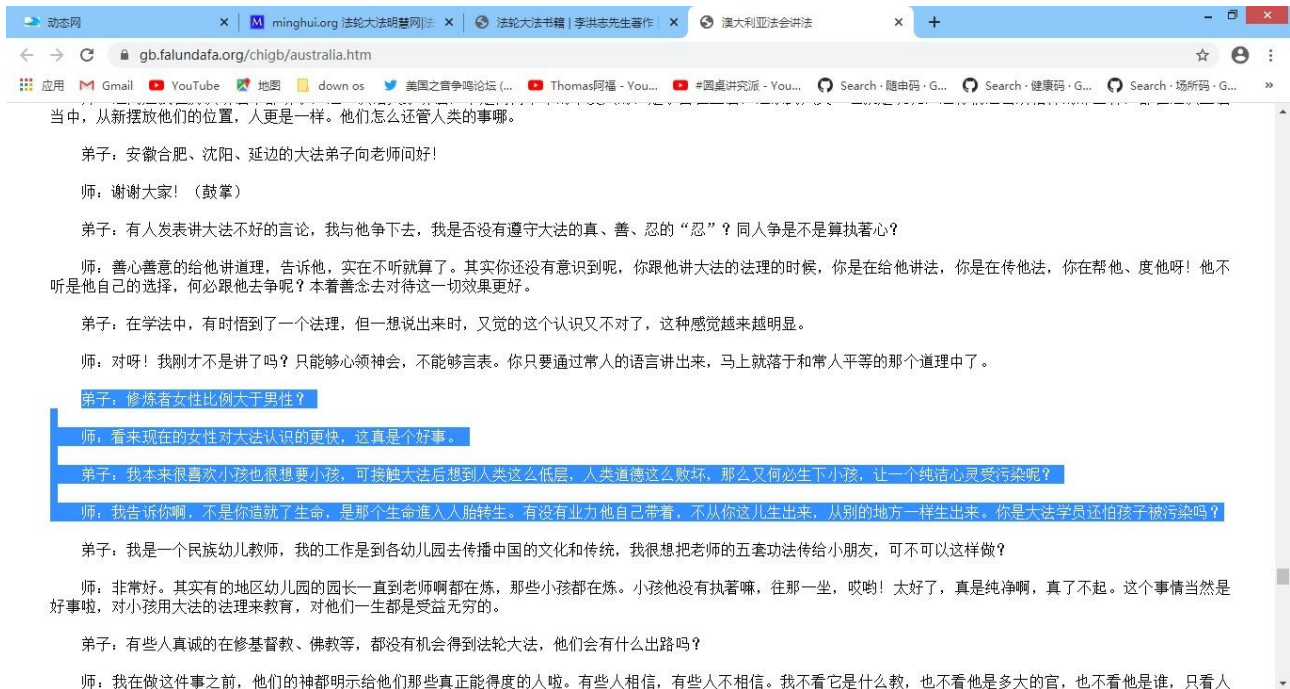 动态网
minghui.org 法轮大法明慧网|法
法轮大法书籍 | 李洪志先生著作 |
澳大利亚法会讲法
gb.falundafa.org/chigb/australia.htm
应用 Gmail YouTube 地图 down os 美国之音争鸣论坛 (... Thomas阿福 - You... #圆桌讲究派 - You... Search · 随申码 · G... Search · 健康码 · G... Search · 场所码 · G... »
当中，从新摆放他们的位置，人更是一样。他们怎么还管人类的事哪。
弟子：安徽合肥、沈阳、延边的大法弟子向老师问好！
师：谢谢大家！（鼓掌）
弟子：有人发表讲大法不好的言论，我与他争下去，我是否没有遵守大法的真、善、忍的“忍”？同人争是不是算执著心？
师：善心善意的给他讲道理，告诉他，实在不听就算了。其实你还没有意识到呢，你跟他讲大法的法理的时候，你是在给他讲法，你是在传他法，你在帮他、度他呀！他不
听是他自己的选择，何必跟他去争呢？本着善念去对待这一切效果更好。
弟子：在学法中，有时悟到了一个法理，但一想说出来时，又觉的这个认识又不对了，这种感觉越来越明显。
师：对呀！我刚才不是讲了吗？只能够心领神会，不能够言表。你只要通过常人的语言讲出来，马上就落于和常人平等的那个道理中了。
弟子：修炼者女性比例大于男性？
师：看来现在的女性对大法认识的更快，这真是个好事。
弟子：我本来很喜欢小孩也很想要小孩，可接触大法后想到人类这么低层，人类道德这么败坏，那么又何必生下小孩，让一个纯洁心灵受污染呢？
师：我告诉你啊，不是你造就了生命，是那个生命進入人胎转生。有没有业力他自己带着，不从你这儿生出来，从别的地方一样生出来。你是大法学员还怕孩子被污染吗？
弟子：我是一个民族幼儿教师，我的工作是到各幼儿园去传播中国的文化和传统，我很想把老师的五套功法传给小朋友，可不可以这样做？
师：非常好。其实有的地区幼儿园的园长一直到老师啊都在炼，那些小孩都在炼。小孩他没有执著嘛，往那一坐，哎哟！太好了，真是纯净啊，真了不起。这个事情当然是
好事啦，对小孩用大法的法理来教育，对他们一生都是受益无穷的。
弟子：有些人真诚的在修基督教、佛教等，都没有机会得到法轮大法，他们会有什么出路吗？
师：我在做这件事之前，他们的神都明示给他们那些真正能得度的人啦。有些人相信，有些人不相信。我不看它是什么教，也不看他是多大的官，也不看他是谁，只看人